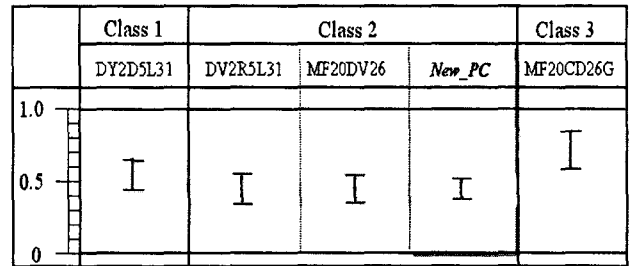 Class 1 Class 2 Class 3
DY2D5L31 DV2R5L31 MF20DV26 New_PC MF20CD26G
1.0
0.5
0